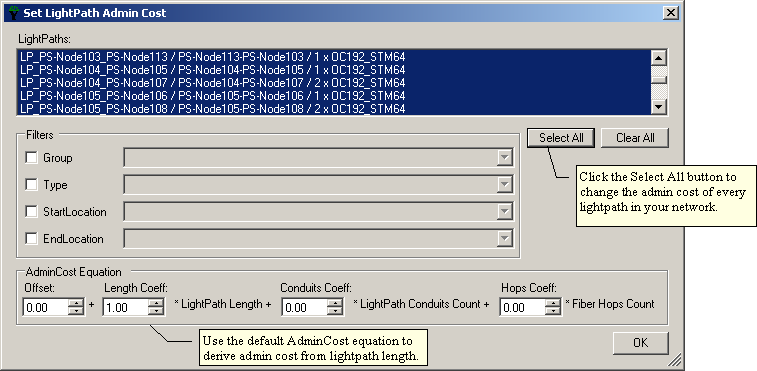 Set LightPath Admin Cost
LightPaths:
LP_PS-Node103_PS-Node113 / PS-Node113-PS-Node103 / 1 x OC192_STM64
LP_PS-Node104_PS-Node105 / PS-Node104-PS-Node105 / 1 x OC192_STM64
LP_PS-Node104_PS-Node107 / PS-Node104-PS-Node107 / 2 x OC192_STM64
LP_PS-Node105_PS-Node106 / PS-Node105-PS-Node106 / 1 x OC192_STM64
LP_PS-Node105_PS-Node108 / PS-Node105-PS-Node108 / 2 x OC192_STM64
Filters
Group
Type
StartLocation
EndLocation
Select All
Clear All
Click the Select All button to
change the admin cost of every
lightpath in your network.
AdminCost Equation
Offset: Length Coeff: Conduits Coeff: Hops Coeff:
0.00 + 1.00 * LightPath Length + 0.00 * LightPath Conduits Count + 0.00 * Fiber Hops Count
Use the default AdminCost equation to
derive admin cost from lightpath length.
OK